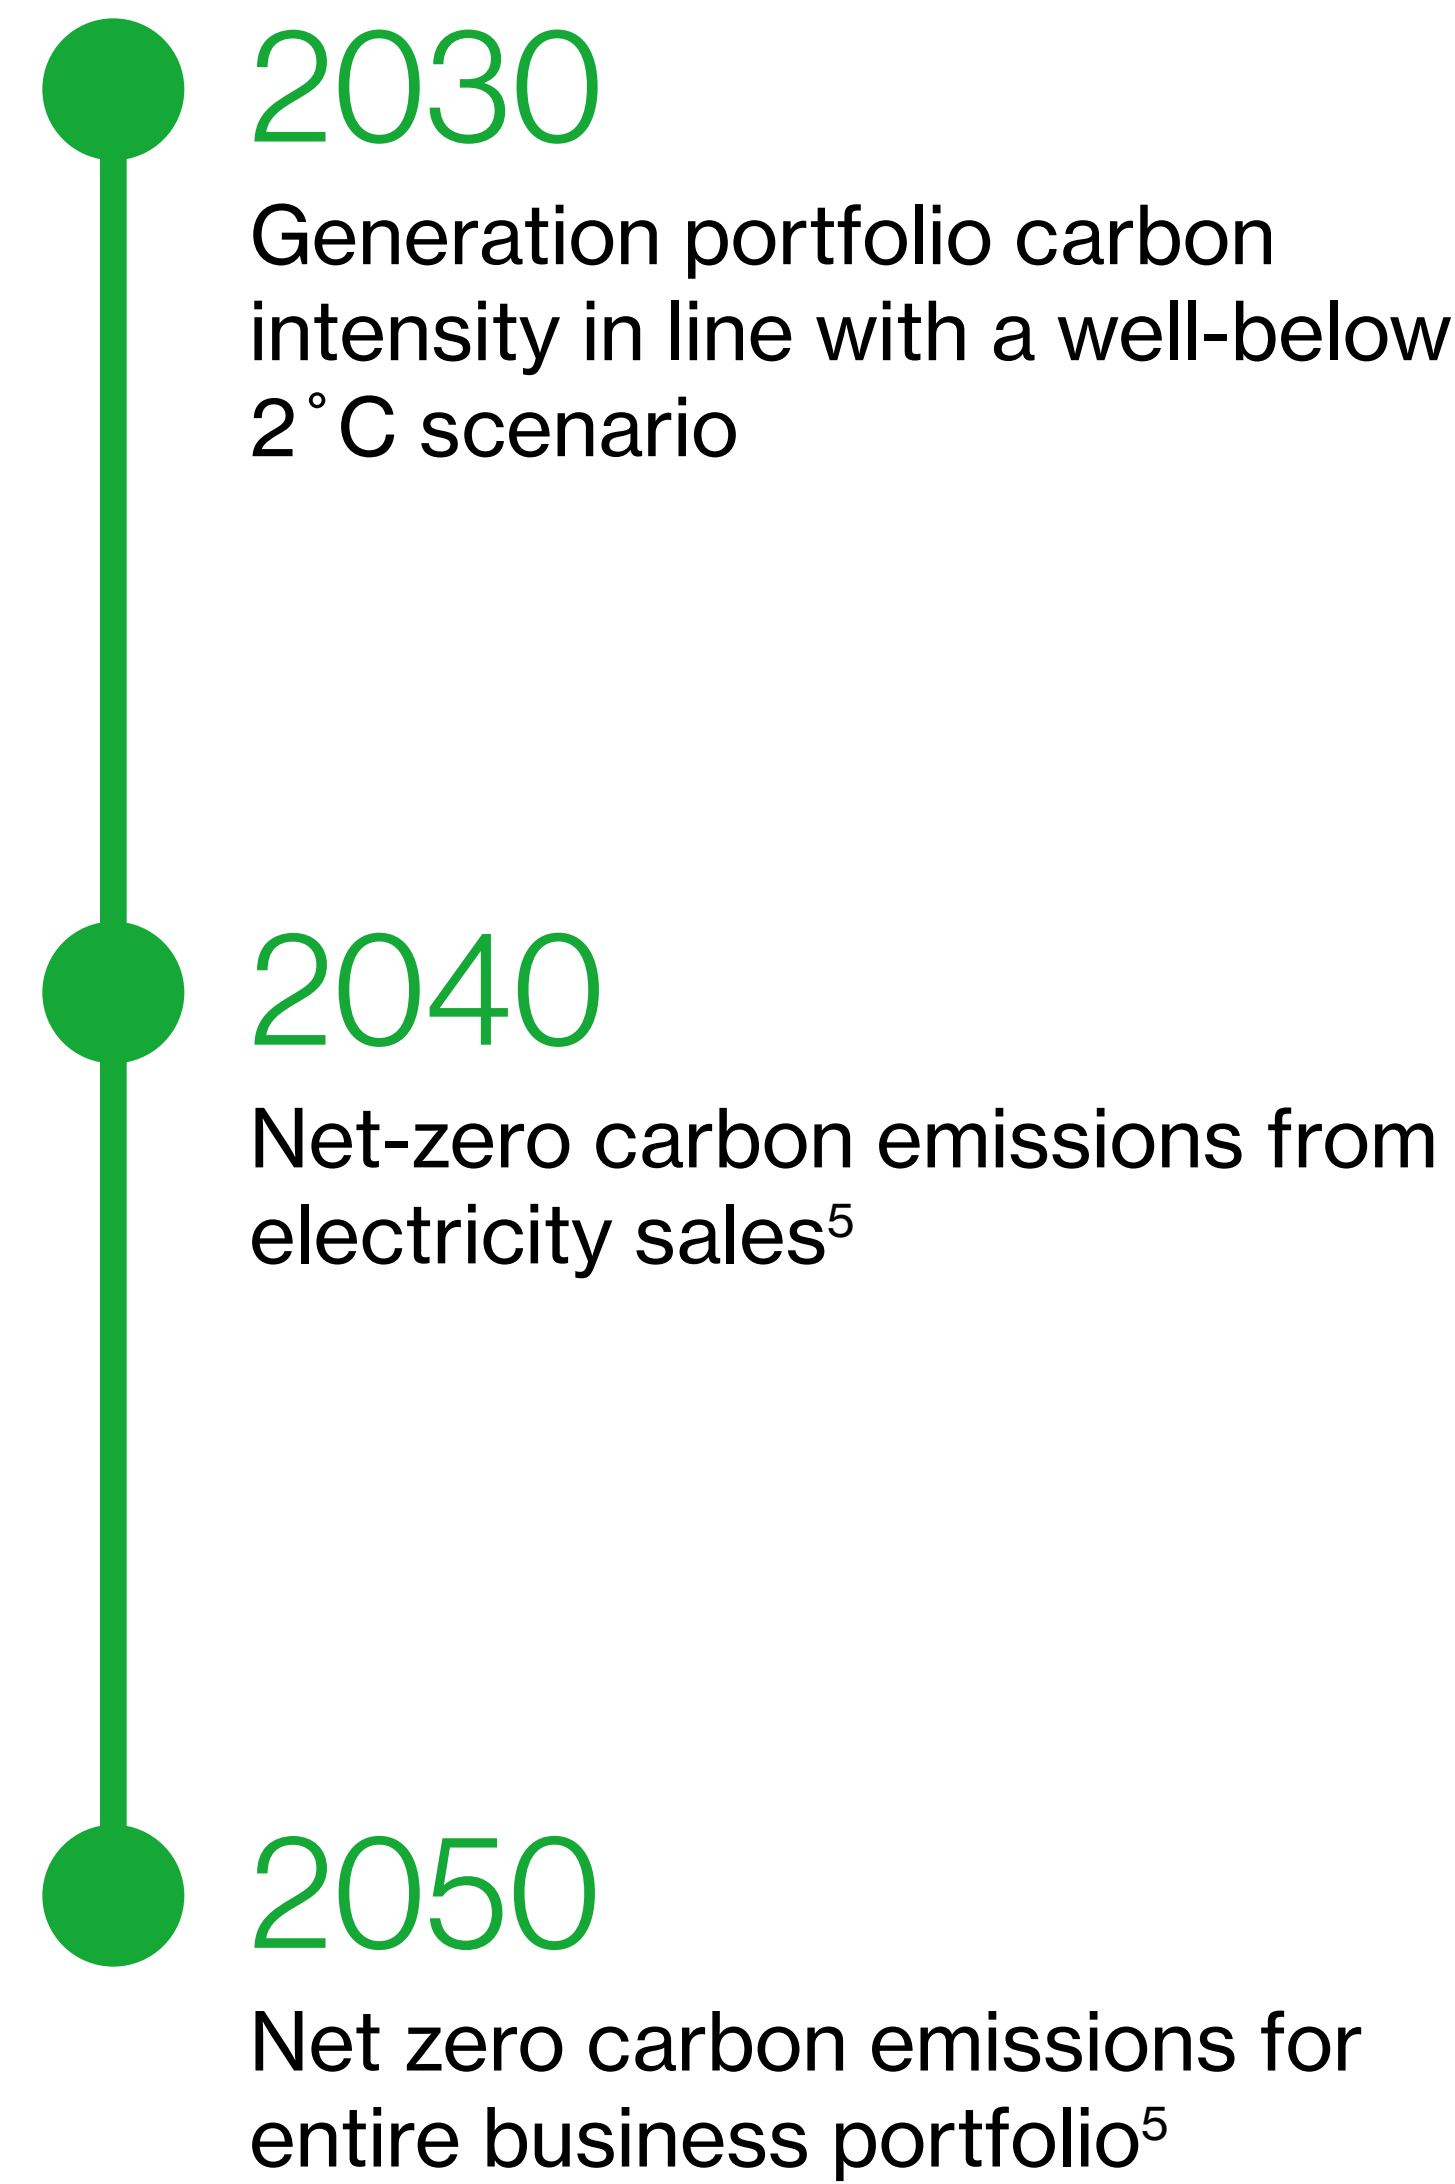 2030
Generation portfolio carbon
intensity in line with a well-below
2˚C scenario
2040
Net-zero carbon emissions from
electricity sales⁵
2050
Net zero carbon emissions for
entire business portfolio⁵